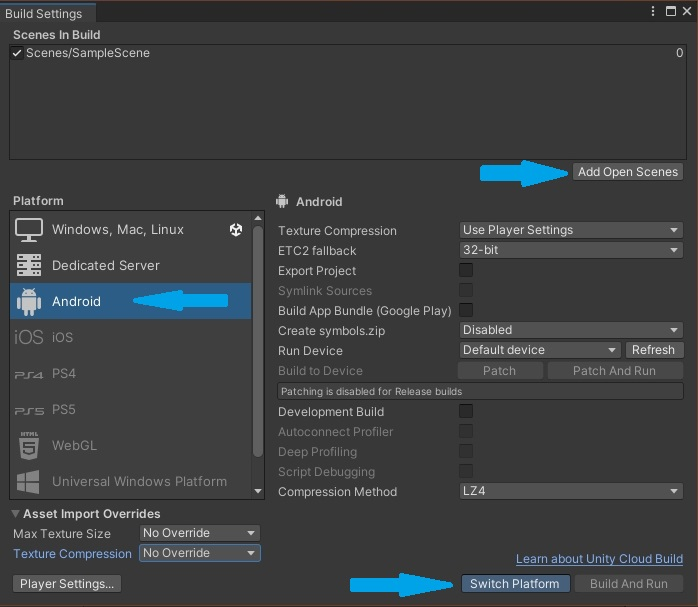 Build Settings
Scenes In Build
Scenes/SampleScene 0
Add Open Scenes
Platform
Windows, Mac, Linux
Dedicated Server
Android
iOS iOS
PS4 PS4
PS5 PS5
HTML 5 WebGL
Universal Windows Platform
Android
Texture Compression Use Player Settings
ETC2 fallback 32-bit
Export Project
Symlink Sources
Build App Bundle (Google Play)
Create symbols.zip Disabled
Run Device Default device Refresh
Build to Device Patch Patch And Run
Patching is disabled for Release builds
Development Build
Autoconnect Profiler
Deep Profiling
Script Debugging
Compression Method LZ4
Asset Import Overrides
Max Texture Size No Override
Texture Compression No Override
Learn about Unity Cloud Build
Player Settings... Switch Platform Build And Run